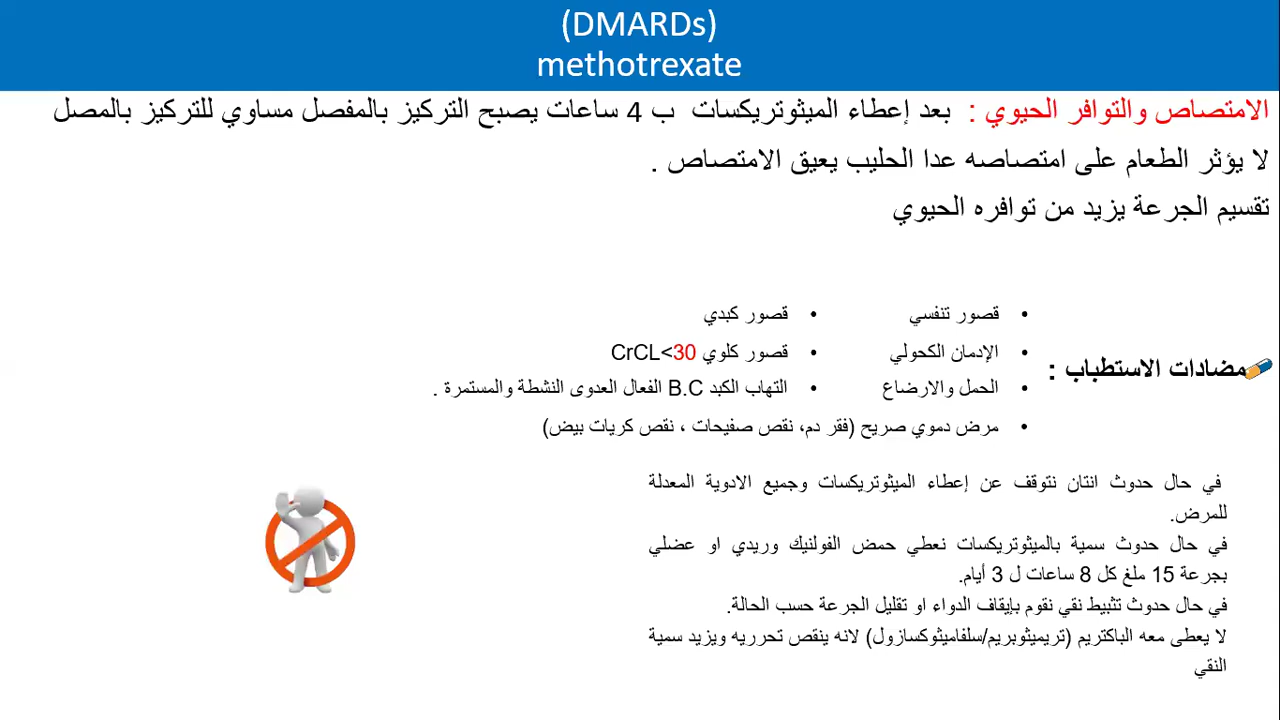 (DMARDs)
methotrexate
الامتصاص والتوافر الحيوي : بعد إعطاء الميثوتريكسات ب 4 ساعات يصبح التركيز بالمفصل مساوي للتركيز بالمصل
لا يؤثر الطعام على امتصاصه عدا الحليب يعيق الامتصاص .
تقسيم الجرعة يزيد من توافره الحيوي
مضادات الاستطباب :
• قصور تنفسي
• الإدمان الكحولي
• الحمل والارضاع
• مرض دموي صريح (فقر دم، نقص صفيحات ، نقص كريات بيض)
• قصور كبدي
• قصور كلوي CrCL<30
• التهاب الكبد B.C الفعال العدوى النشطة والمستمرة .
في حال حدوث انتان نتوقف عن إعطاء الميثوتريكسات وجميع الادوية المعدلة
للمرض.
في حال حدوث سمية بالميثوتريكسات نعطي حمض الفولنيك وريدي او عضلي
بجرعة 15 ملغ كل 8 ساعات ل 3 أيام.
في حال حدوث تثبيط نقي نقوم بإيقاف الدواء او تقليل الجرعة حسب الحالة.
لا يعطى معه الباكتريم (تريميثوبريم/سلفاميثوكسازول) لانه ينقص تحرريه ويزيد سمية
النقي